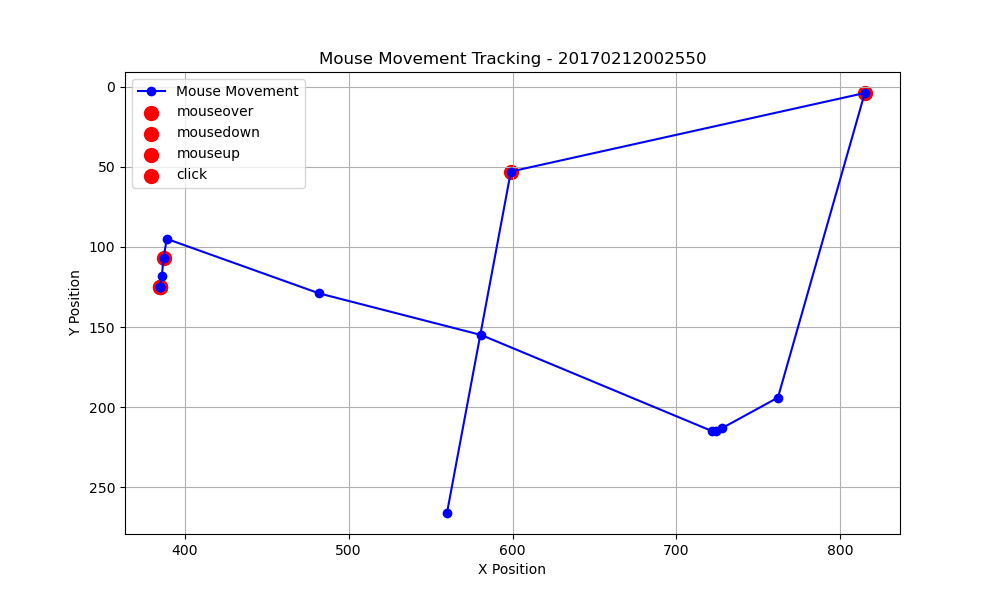 Mouse Movement Tracking - 20170212002550
Mouse Movement
mouseover
mousedown
mouseup
click
0
50
100
150
200
250
Y Position
400 500 600 700 800
X Position